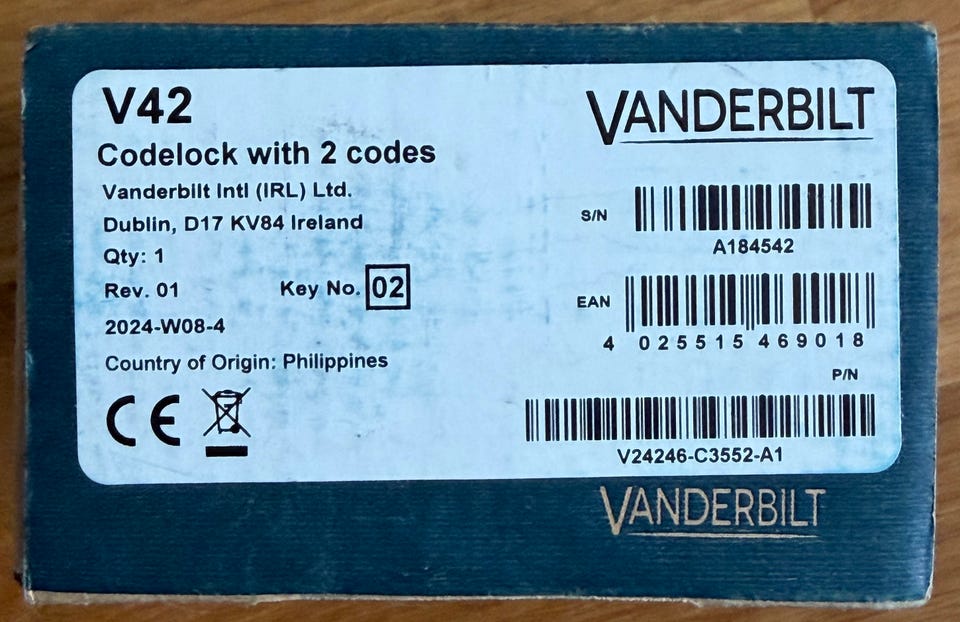 V42
Codelock with 2 codes
Vanderbilt Intl (IRL) Ltd.
Dublin, D17 KV84 Ireland
Qty: 1
Rev. 01 Key No. 02
2024-W08-4
Country of Origin: Philippines
CE
VANDERBILT
S/N
A184542
EAN
4 025515 469018
P/N
V24246-C3552-A1
VANDERBILT